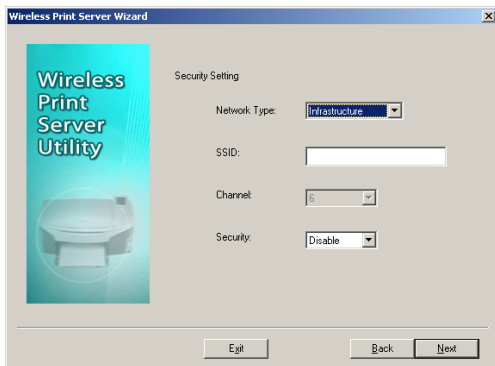 Wireless Print Server Wizard
Wireless
Print
Server
Utility
Security Setting
Network Type: Infrastructure
SSID:
Channel: 6
Security: Disable
Exit Back Next